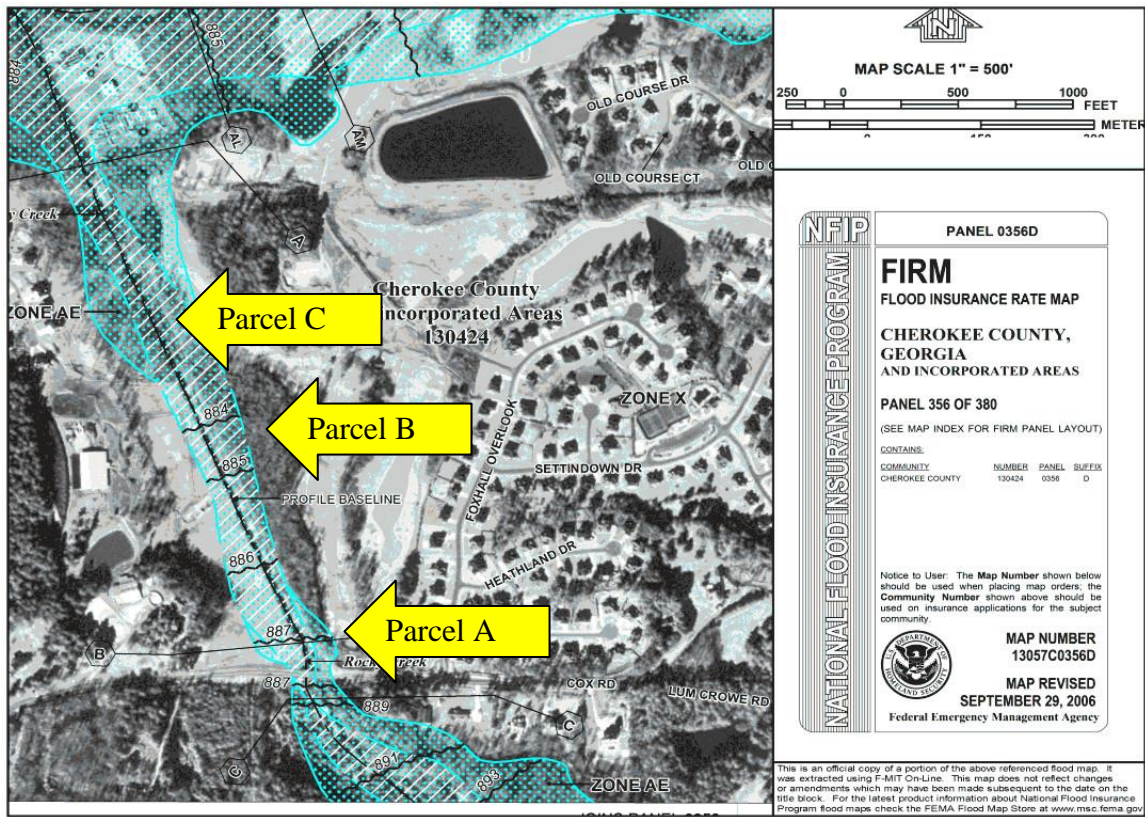 884
885
AL
AM
OLD COURSE DR
OLD COURSE CT
OLD C
y Creek
A
ZONE AE
Cherokee County
ncorporated Areas
130424
Parcel C
Parcel B
Parcel A
884
885
PROFILE BASELINE
886
887
B
Rocky Creek
887
889
891
893
C
C
ZONE X
FOXHALL OVERLOOK
SETTINDOWN DR
HEATHLAND DR
COX RD
LUM CROWE RD
ZONE AE
N
MAP SCALE 1" = 500'
250 0 500 1000
FEET
METER
NFIP
NATIONAL FLOOD INSURANCE PROGRAM
PANEL 0356D
FIRM
FLOOD INSURANCE RATE MAP
CHEROKEE COUNTY,
GEORGIA
AND INCORPORATED AREAS
PANEL 356 OF 380
(SEE MAP INDEX FOR FIRM PANEL LAYOUT)
CONTAINS:
COMMUNITY NUMBER PANEL SUFFIX
CHEROKEE COUNTY 130424 0356 D
Notice to User: The Map Number shown below
should be used when placing map orders; the
Community Number shown above should be
used on insurance applications for the subject
community.
MAP NUMBER
13057C0356D
MAP REVISED
SEPTEMBER 29, 2006
Federal Emergency Management Agency
This is an official copy of a portion of the above referenced flood map. It
was extracted using F-MIT On-Line. This map does not reflect changes
or amendments which may have been made subsequent to the date on the
title block. For the latest product information about National Flood Insurance
Program flood maps check the FEMA Flood Map Store at www.msc.fema.gov